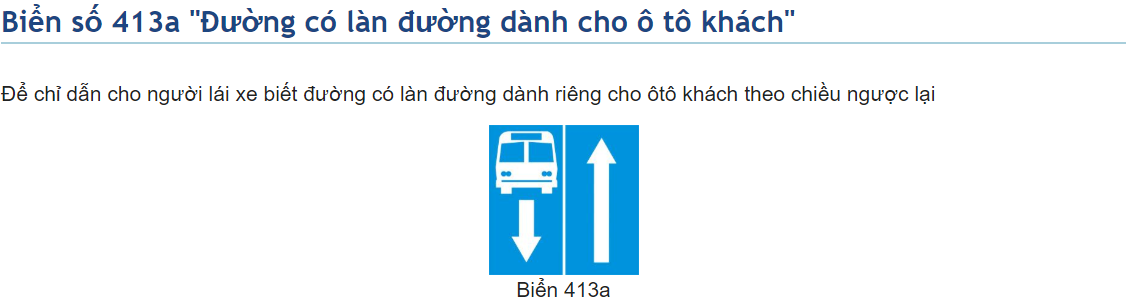 Biển số 413a "Đường có làn đường dành cho ô tô khách"
Để chỉ dẫn cho người lái xe biết đường có làn đường dành riêng cho ôtô khách theo chiều ngược lại
Biển 413a